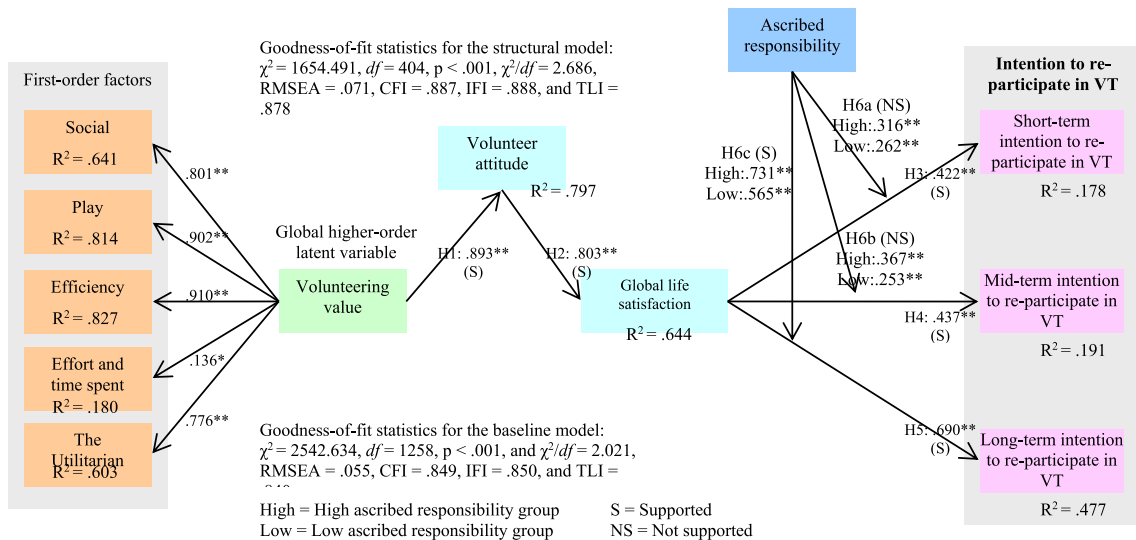 Goodness-of-fit statistics for the structural model:
χ² = 1654.491, df = 404, p < .001, χ²/df = 2.686,
RMSEA = .071, CFI = .887, IFI = .888, and TLI =
.878
Ascribed
responsibility
First-order factors
Social
R² = .641
Play
R² = .814
Efficiency
R² = .827
Effort and
time spent
R² = .180
The
Utilitarian
R² = .603
.801**
.902**
.910**
.136*
.776**
Global higher-order
latent variable
Volunteering
value
H1: .893**
(S)
Volunteer
attitude
R² = .797
H2: .803**
(S)
Global life
satisfaction
R² = .644
H6c (S)
High:.731**
Low:.565**
H6a (NS)
High:.316**
Low:.262**
H6b (NS)
High:.367**
Low:.253**
H3: .422**
(S)
H4: .437**
(S)
H5: .690**
(S)
Intention to re-
participate in VT
Short-term
intention to re-
participate in VT
R² = .178
Mid-term intention
to re-participate in
VT
R² = .191
Long-term intention
to re-participate in
VT
R² = .477
Goodness-of-fit statistics for the baseline model:
χ² = 2542.634, df = 1258, p < .001, and χ²/df = 2.021,
RMSEA = .055, CFI = .849, IFI = .850, and TLI =
High = High ascribed responsibility group
S = Supported
Low = Low ascribed responsibility group
NS = Not supported